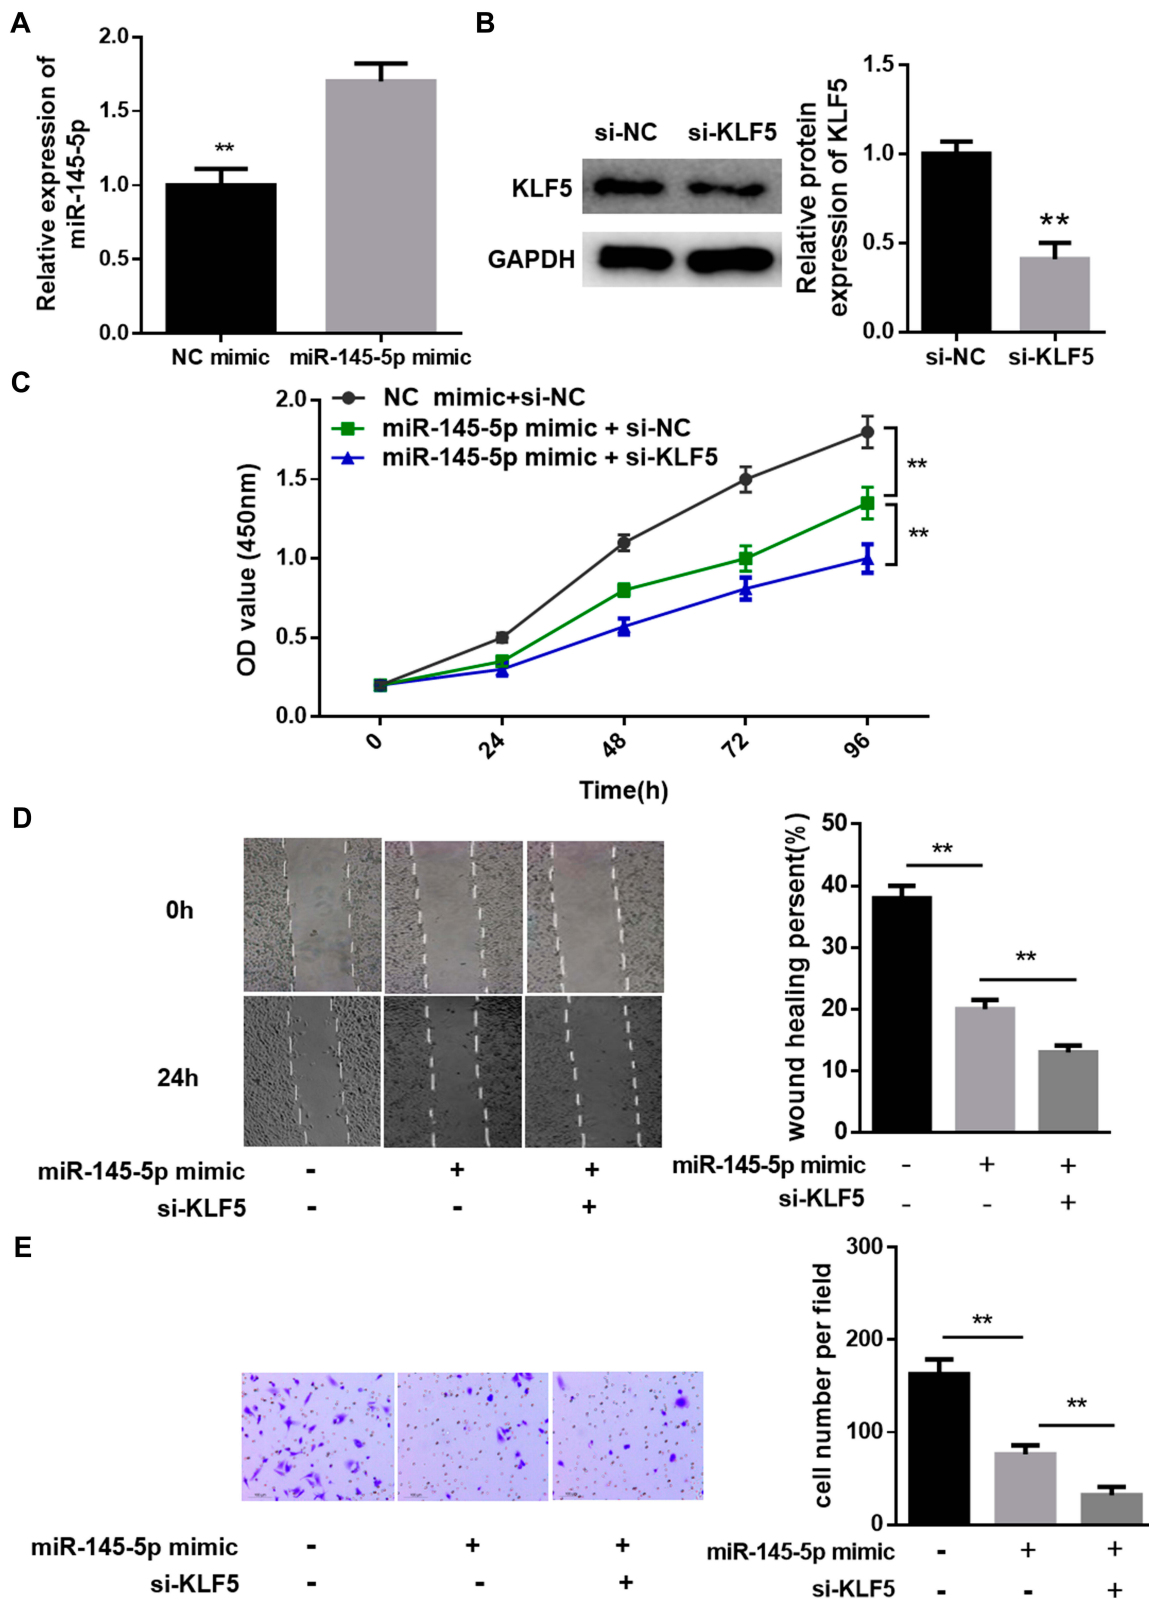 A
Relative expression of
miR-145-5p
2.0
1.5
1.0
0.5
0.0
**
NC mimic
miR-145-5p mimic
B
si-NC
si-KLF5
KLF5
GAPDH
Relative protein
expression of KLF5
1.5
1.0
0.5
0.0
**
si-NC
si-KLF5
C
NC mimic+si-NC
miR-145-5p mimic + si-NC
miR-145-5p mimic + si-KLF5
OD value (450nm)
2.0
1.5
1.0
0.5
0.0
**
**
0
24
48
72
96
Time(h)
D
0h
24h
miR-145-5p mimic - + +
si-KLF5 - - +
wound healing persent(%)
50
40
30
20
10
0
**
**
miR-145-5p mimic - + +
si-KLF5 - - +
E
miR-145-5p mimic - + +
si-KLF5 - - +
cell number per field
300
200
100
0
**
**
miR-145-5p mimic - + +
si-KLF5 - - +